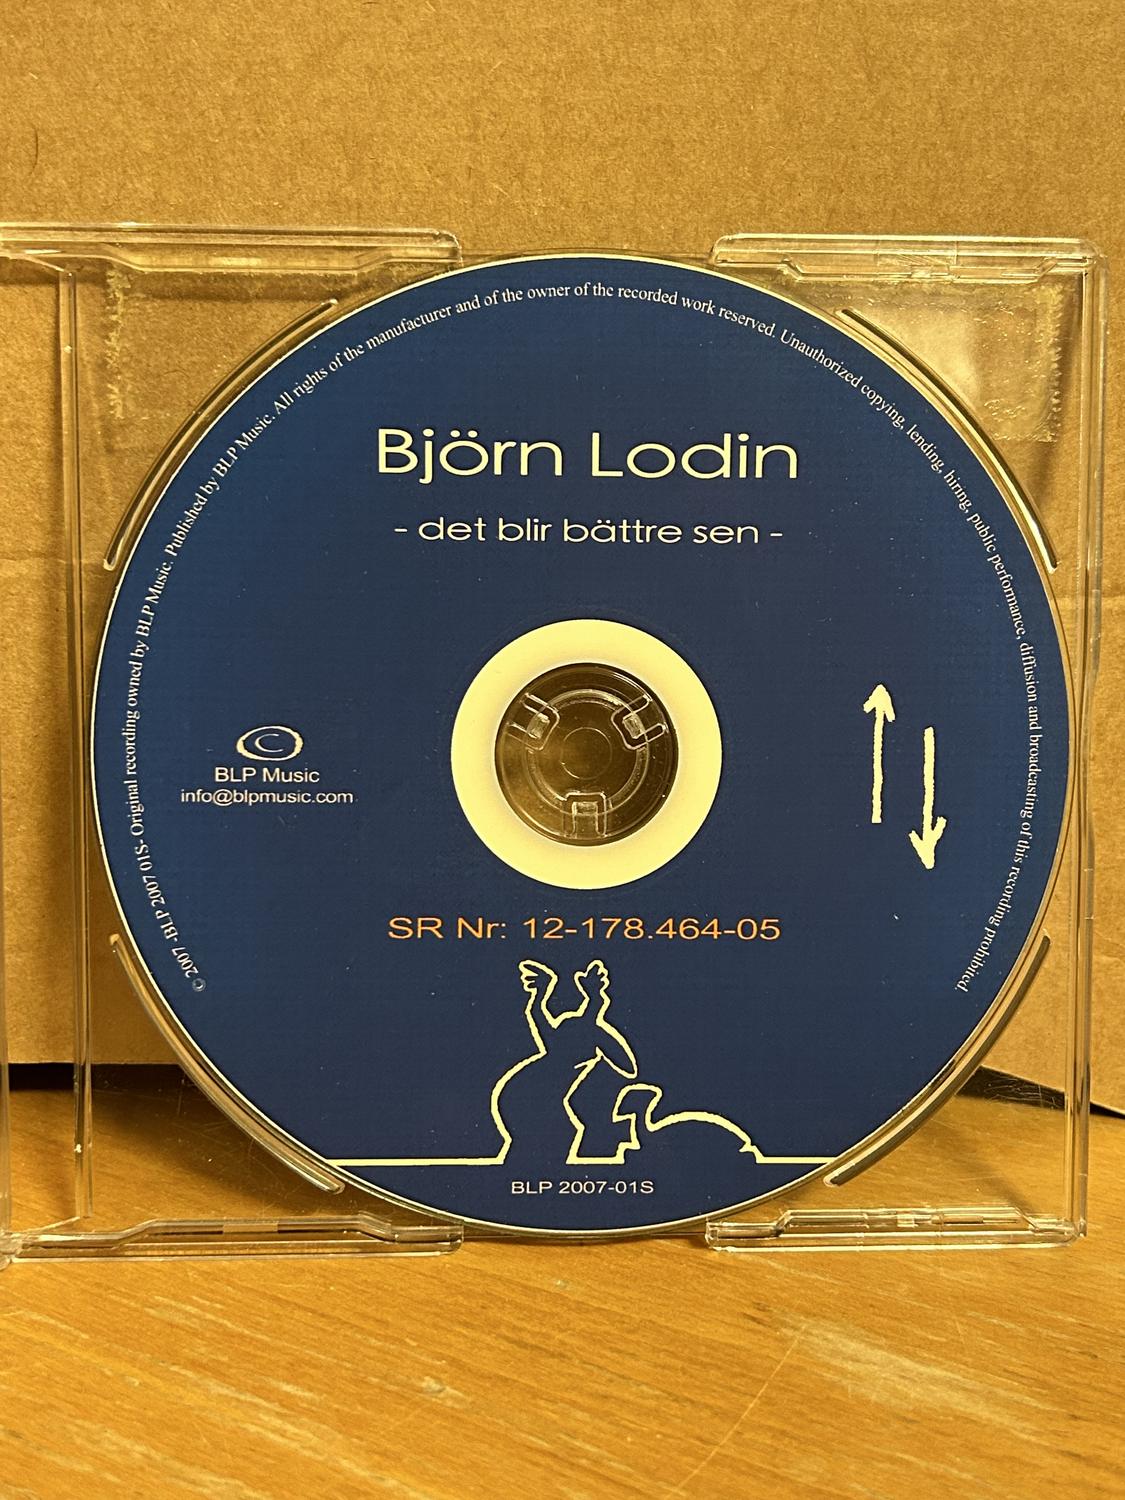 Björn Lodin
- det blir bättre sen -
C
BLP Music
info@blpmusic.com
SR Nr: 12-178.464-05
BLP 2007-01S
© 2007 -BLP 2007 01S- Original recording owned by BLP Music. Published by BLP Music. All rights of the manufacturer and of the owner of the recorded work reserved. Unauthorized copying, lending, hiring, public performance, diffusion and broadcasting of this recording prohibited.